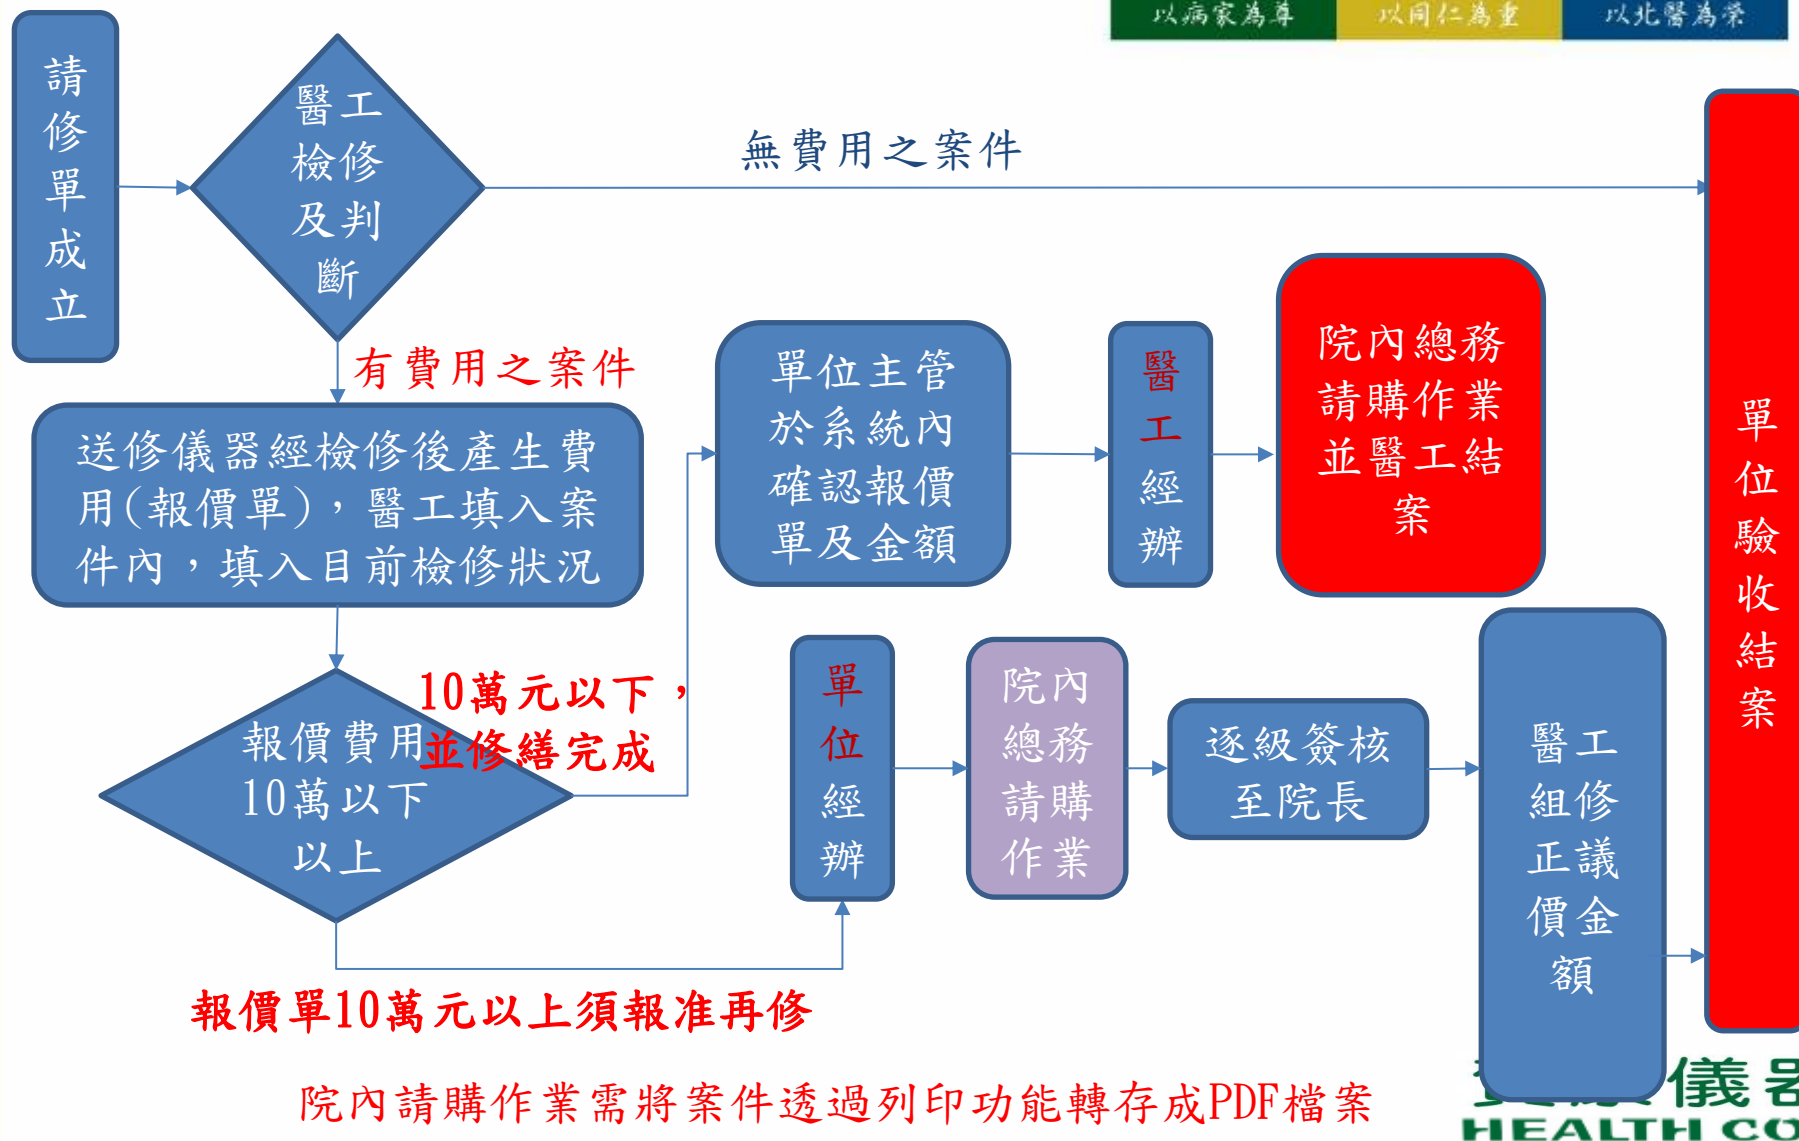 以病家為尊
以同仁為重
以北醫為榮
請
修
單
成
立
醫工
檢修
及判
斷
無費用之案件
有費用之案件
送修儀器經檢修後產生費
用(報價單)，醫工填入案
件內，填入目前檢修狀況
單位主管
於系統內
確認報價
單及金額
醫
工
經
辦
院內總務
請購作業
並醫工結
案
單
位
驗
收
結
案
10萬元以下，
並修繕完成
報價費用
10萬以下
以上
單
位
經
辦
院內
總務
請購
作業
逐級簽核
至院長
醫工
組修
正議
價金
額
報價單10萬元以上須報准再修
院內請購作業需將案件透過列印功能轉存成PDF檔案
儀器
HEALTH CO